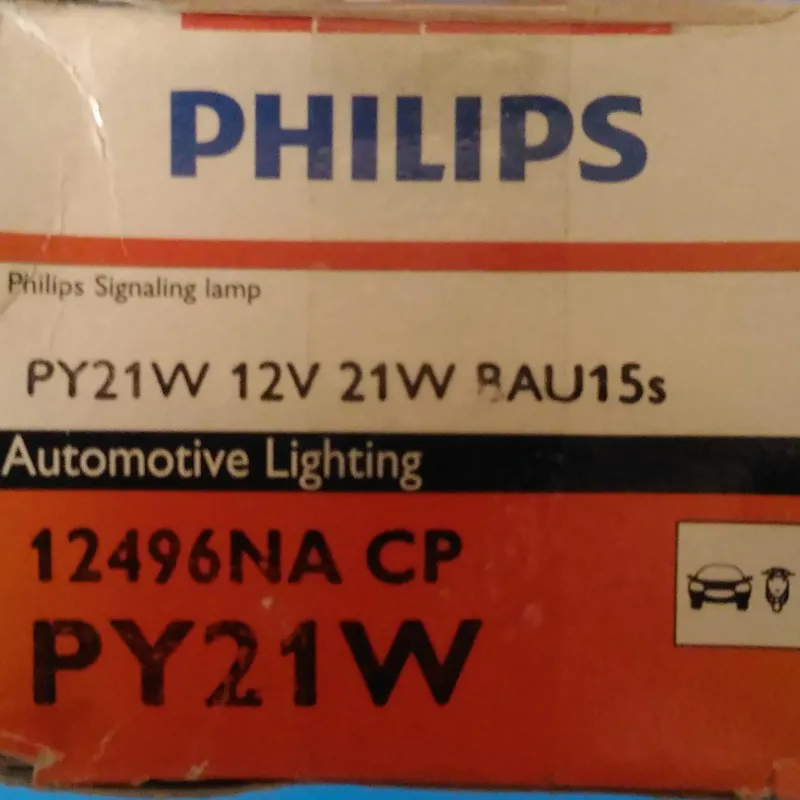 PHILIPS
Philips Signaling lamp
PY21W 12V 21W BAU15s
Automotive Lighting
12496NA CP
PY21W